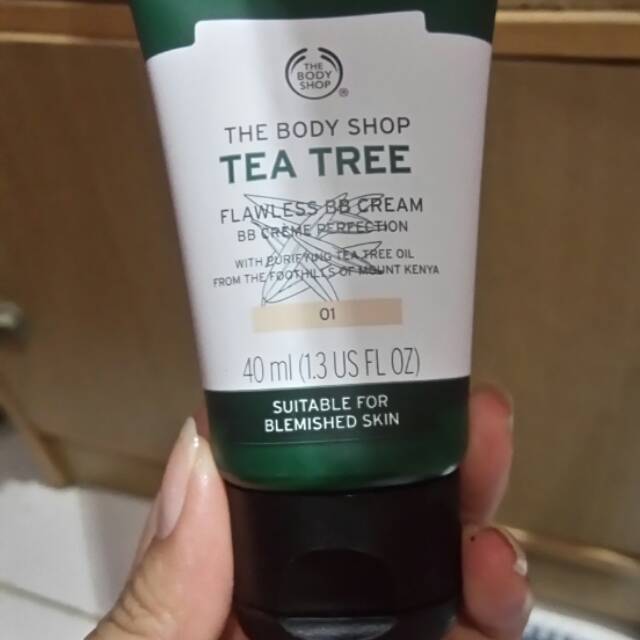 THE
BODY
SHOP
®
THE BODY SHOP
TEA TREE
FLAWLESS BB CREAM
BB CRÈME PERFECTION
WITH PURIFYING TEA TREE OIL
FROM THE FOOTHILLS OF MOUNT KENYA
01
40 ml (1.3 US FL OZ)
SUITABLE FOR
BLEMISHED SKIN